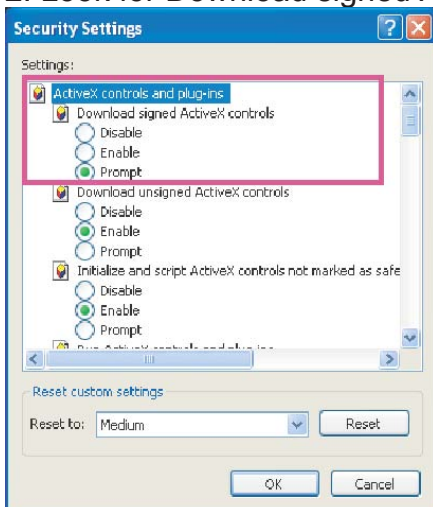 Security Settings
Settings:
ActiveX controls and plug-ins
Download signed ActiveX controls
Disable
Enable
Prompt
Download unsigned ActiveX controls
Disable
Enable
Prompt
Initialize and script ActiveX controls not marked as safe
Disable
Enable
Prompt
Reset custom settings
Reset to:
Medium
Reset
OK
Cancel